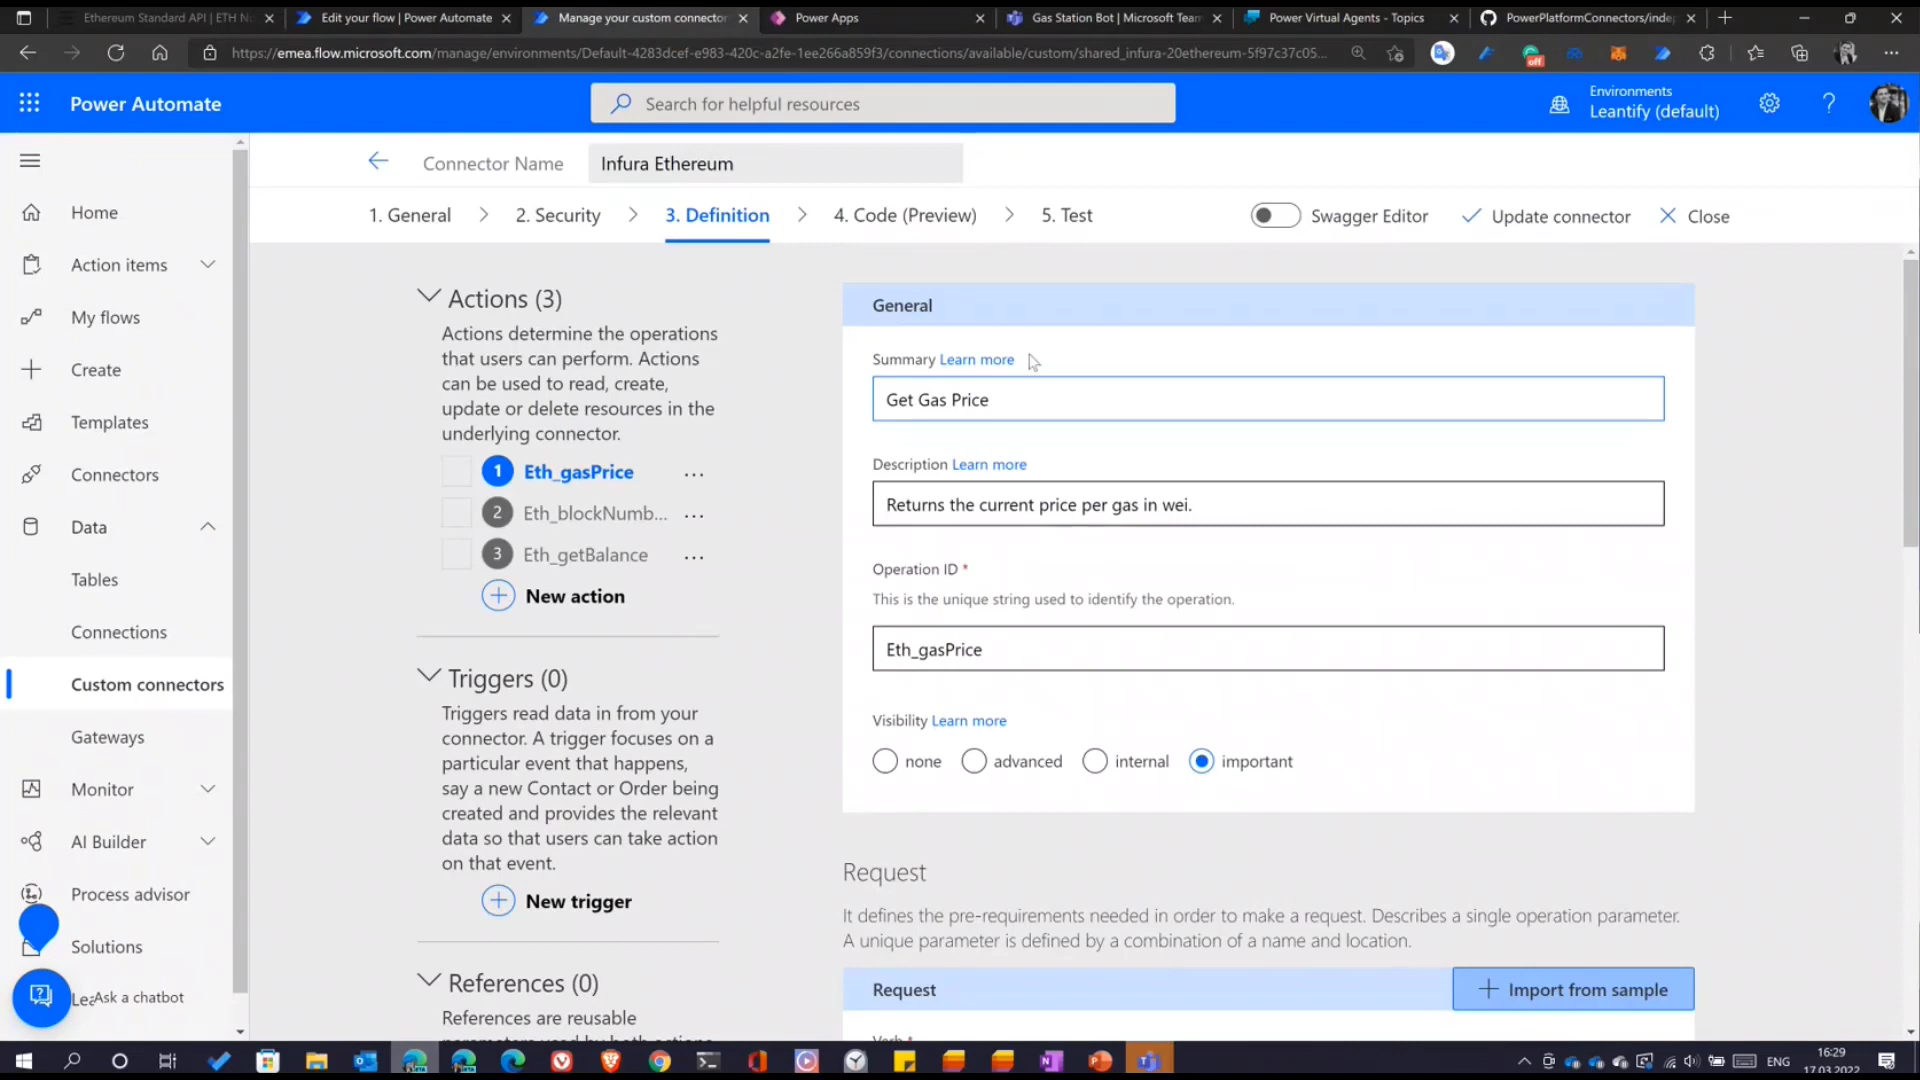 Ethereum Standard API | ETH N
Edit your flow | Power Automate
Manage your custom connector
Power Apps
Gas Station Bot | Microsoft Team
Power Virtual Agents - Topics
PowerPlatformConnectors/inde
https://emea.flow.microsoft.com/manage/environments/Default-4283dcef-e983-420c-a2fe-1ee266a859f3/connections/available/custom/shared_infura-20ethereum-5f97c37c05...
off
Power Automate
Search for helpful resources
Environments
Leantify (default)
?
Connector Name
Infura Ethereum
1. General
2. Security
3. Definition
4. Code (Preview)
5. Test
Swagger Editor
Update connector
Close
Home
Action items
My flows
Create
Templates
Connectors
Data
Tables
Connections
Custom connectors
Gateways
Monitor
AI Builder
Process advisor
Solutions
Ask a chatbot
Actions (3)
Actions determine the operations
that users can perform. Actions
can be used to read, create,
update or delete resources in the
underlying connector.
1 Eth_gasPrice ...
2 Eth_blockNumb... ...
3 Eth_getBalance ...
New action
Triggers (0)
Triggers read data in from your
connector. A trigger focuses on a
particular event that happens,
say a new Contact or Order being
created and provides the relevant
data so that users can take action
on that event.
New trigger
References (0)
References are reusable
General
Summary Learn more
Get Gas Price
Description Learn more
Returns the current price per gas in wei.
Operation ID *
This is the unique string used to identify the operation.
Eth_gasPrice
Visibility Learn more
none
advanced
internal
important
Request
It defines the pre-requirements needed in order to make a request. Describes a single operation parameter.
A unique parameter is defined by a combination of a name and location.
Request
Import from sample
Verb *
ENG
16:29
17.03.2022